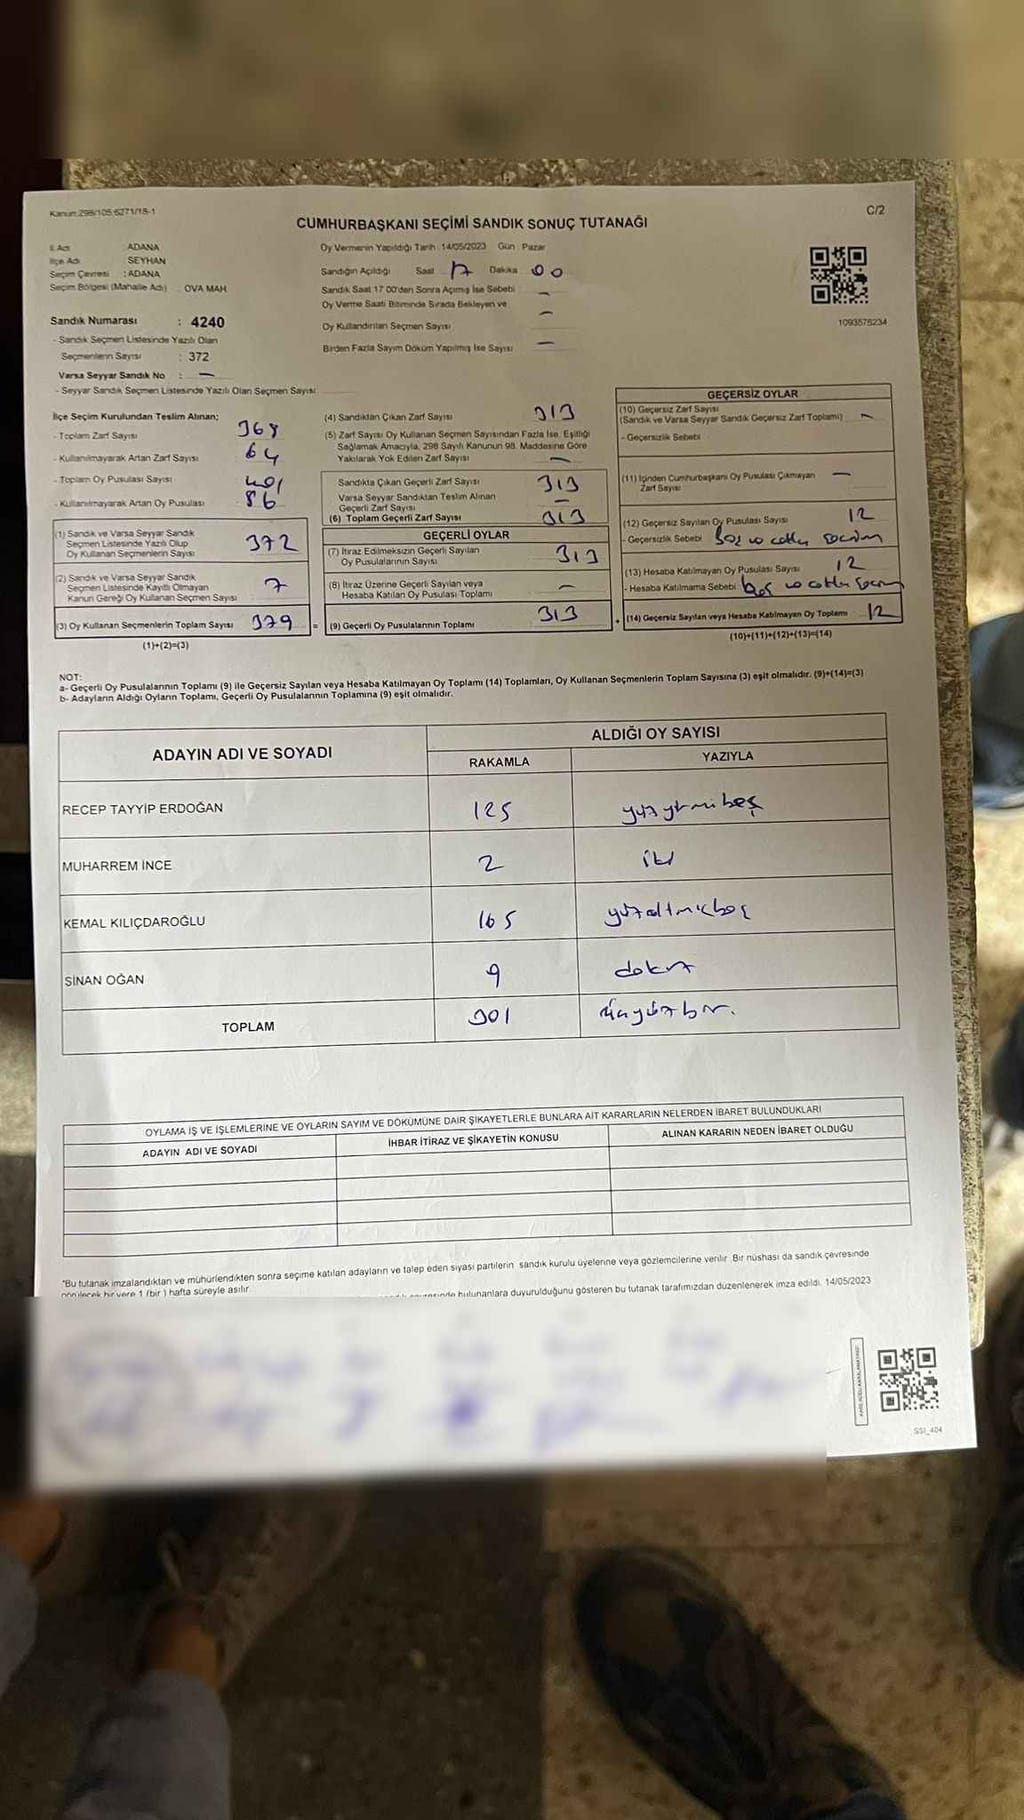 Kanun:298/105.6271/18-1
C/2
CUMHURBAŞKANI SEÇİMİ SANDIK SONUÇ TUTANAĞI
İl Adı : ADANA
İlçe Adı : SEYHAN
Seçim Çevresi : ADANA
Seçim Bölgesi (Mahalle Adı) OVA MAH
Sandık Numarası : 4240
- Sandık Seçmen Listesinde Yazılı Olan
Seçmenlerin Sayısı : 372
Varsa Seyyar Sandık No : —
- Seyyar Sandık Seçmen Listesinde Yazılı Olan Seçmen Sayısı:
Oy Vermenin Yapıldığı Tarih :14/05/2023 Gün : Pazar
Sandığın Açıldığı Saat 17 Dakika 00
Sandık Saat 17.00'den Sonra Açılmış İse Sebebi —
Oy Verme Saati Bitiminde Sırada Bekleyen ve
Oy Kullandırılan Seçmen Sayısı —
Birden Fazla Sayım Döküm Yapılmış İse Sayısı —
1093576234
İlçe Seçim Kurulundan Teslim Alınan;
- Toplam Zarf Sayısı 368
- Kullanılmayarak Artan Zarf Sayısı 64
- Toplam Oy Pusulası Sayısı 401
- Kullanılmayarak Artan Oy Pusulası 86
(1) Sandık ve Varsa Seyyar Sandık
Seçmen Listesinde Yazılı Olup
Oy Kullanan Seçmenlerin Sayısı 372
(2) Sandık ve Varsa Seyyar Sandık
Seçmen Listesinde Kayıtlı Olmayan
Kanun Gereği Oy Kullanan Seçmen Sayısı 7
(3) Oy Kullanan Seçmenlerin Toplam Sayısı 379
(1)+(2)=(3)
(4) Sandıktan Çıkan Zarf Sayısı 313
(5) Zarf Sayısı Oy Kullanan Seçmen Sayısından Fazla İse, Eşitliği
Sağlamak Amacıyla, 298 Sayılı Kanunun 98. Maddesine Göre
Yakılarak Yok Edilen Zarf Sayısı —
Sandıkta Çıkan Geçerli Zarf Sayısı 313
Varsa Seyyar Sandıktan Teslim Alınan
Geçerli Zarf Sayısı —
(6) Toplam Geçerli Zarf Sayısı 313
GEÇERLİ OYLAR
(7) İtiraz Edilmeksizin Geçerli Sayılan
Oy Pusulalarının Sayısı 313
(8) İtiraz Üzerine Geçerli Sayılan veya
Hesaba Katılan Oy Pusulası Toplamı —
= (9) Geçerli Oy Pusulalarının Toplamı 313
GEÇERSİZ OYLAR
(10) Geçersiz Zarf Sayısı
(Sandık ve Varsa Seyyar Sandık Geçersiz Zarf Toplamı) —
- Geçersizlik Sebebi
(11) İçinden Cumhurbaşkanı Oy Pusulası Çıkmayan
Zarf Sayısı —
(12) Geçersiz Sayılan Oy Pusulası Sayısı 12
- Geçersizlik Sebebi
(13) Hesaba Katılmayan Oy Pusulası Sayısı 12
- Hesaba Katılmama Sebebi
+ (14) Geçersiz Sayılan veya Hesaba Katılmayan Oy Toplamı 12
(10)+(11)+(12)+(13)=(14)
NOT:
a- Geçerli Oy Pusulalarının Toplamı (9) ile Geçersiz Sayılan veya Hesaba Katılmayan Oy Toplamı (14) Toplamları, Oy Kullanan Seçmenlerin Toplam Sayısına (3) eşit olmalıdır. (9)+(14)=(3)
b- Adayların Aldığı Oyların Toplamı, Geçerli Oy Pusulalarının Toplamına (9) eşit olmalıdır.
ADAYIN ADI VE SOYADI
ALDIĞI OY SAYISI
RAKAMLA YAZIYLA
RECEP TAYYİP ERDOĞAN 125 yüzyirmibeş
MUHARREM İNCE 2 iki
KEMAL KILIÇDAROĞLU 165 yüzaltmışbeş
SİNAN OĞAN 9 dokuz
TOPLAM 301 üçyüzbir.
OYLAMA İŞ VE İŞLEMLERİNE VE OYLARIN SAYIM VE DÖKÜMÜNE DAİR ŞİKAYETLERLE BUNLARA AİT KARARLARIN NELERDEN İBARET BULUNDUKLARI
ADAYIN ADI VE SOYADI İHBAR İTİRAZ VE ŞİKAYETİN KONUSU ALINAN KARARIN NEDEN İBARET OLDUĞU
"Bu tutanak imzalandıktan ve mühürlendikten sonra seçime katılan adayların ve talep eden siyasi partilerin sandık kurulu üyelerine veya gözlemcilerine verilir. Bir nüshası da sandık çevresinde
görülecek bir yere 1 (bir ) hafta süreyle asılır.
bulunanlara duyurulduğunu gösteren bu tutanak tarafımızdan düzenlenerek imza edildi. 14/05/2023
SSI_404